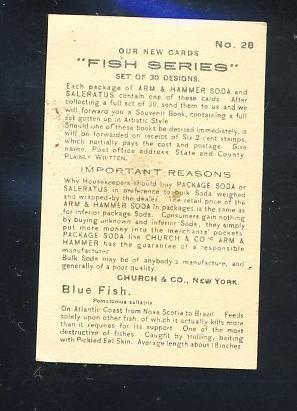 No. 28
OUR NEW CARDS
"FISH SERIES"
SET OF 30 DESIGNS.
Each package of ARM & HAMMER SODA and
SALERATUS contain one of these cards. After
collecting a full set of 30, send them to us and we
will forward you a Souvenir Book, containing a full
set gotten up in Artistic Style
Should one of these books be desired immediately, it
will be forwarded on receipt of Six 2-cent stamps,
which partially pays the cost and postage. Give
name. Post office address. State and County
PLAINLY WRITTEN.
IMPORTANT REASONS
Why Housekeepers should buy PACKAGE SODA or
SALERATUS in preference to bulk Soda weighed
and wrapped-by the dealer. The retail price of the
ARM & HAMMER SODA in packages is the same as
for inferior package Soda. Consumers gain nothing
by buying unknown and inferior Soda, they simply
put more money into the merchants' pockets
PACKAGE SODA like CHURCH & CO'S ARM &
HAMMER has the guarantee of a responsible
manufacturer.
Bulk Soda may be of anybody's manufacture, and
generally of a poor quality.
CHURCH & CO., NEW YORK.
Blue Fish.
Pomatomus saltatrix
On Atlantic Coast from Nova Scotia to Brazil. Feeds
solely upon other fish, of which it actually kills more
than it requires for its support. One of the most
destructive of fishes. Caught by trolling, baiting
with Pickled Eel Skin. Average length about 18 inches